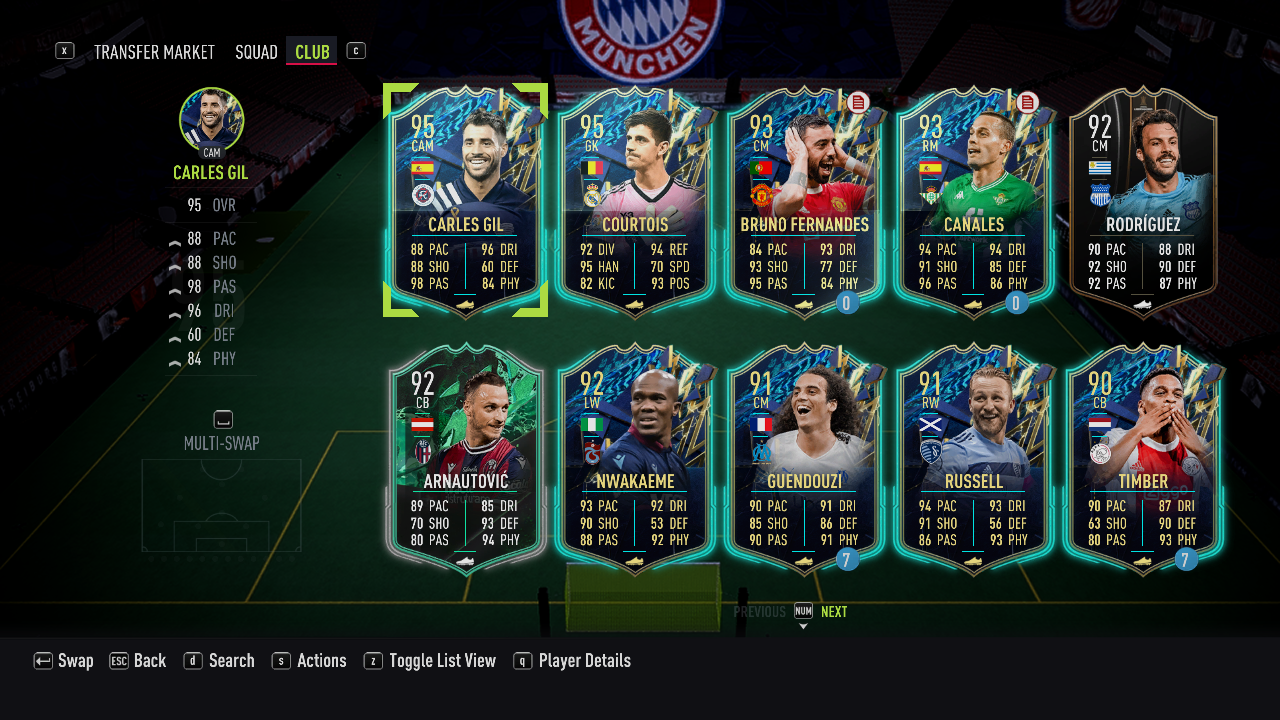 MÜNCHEN
X TRANSFER MARKET SQUAD CLUB C
CAM
CARLES GIL
95 OVR
88 PAC
88 SHO
98 PAS
96 DRI
60 DEF
84 PHY
MULTI-SWAP
95
CAM
CARLES GIL
88 PAC 96 DRI
88 SHO 60 DEF
98 PAS 84 PHY
95
GK
COURTOIS
92 DIV 94 REF
95 HAN 70 SPD
82 KIC 93 POS
93
CM
BRUNO FERNANDES
84 PAC 93 DRI
93 SHO 77 DEF
95 PAS 84 PHY
0
93
RM
CANALES
94 PAC 94 DRI
91 SHO 85 DEF
96 PAS 86 PHY
0
92
CM
RODRÍGUEZ
90 PAC 88 DRI
92 SHO 90 DEF
92 PAS 87 PHY
92
CB
ARNAUTOVIĆ
89 PAC 85 DRI
70 SHO 93 DEF
80 PAS 94 PHY
92
LW
NWAKAEME
93 PAC 92 DRI
90 SHO 53 DEF
88 PAS 92 PHY
91
CM
GUENDOUZI
90 PAC 91 DRI
85 SHO 86 DEF
90 PAS 91 PHY
7
91
RW
RUSSELL
94 PAC 93 DRI
91 SHO 56 DEF
86 PAS 93 PHY
90
CB
Ziggo
TIMBER
90 PAC 87 DRI
63 SHO 90 DEF
80 PAS 93 PHY
7
PREVIOUS NUM NEXT
Swap ESC Back d Search s Actions z Toggle List View q Player Details